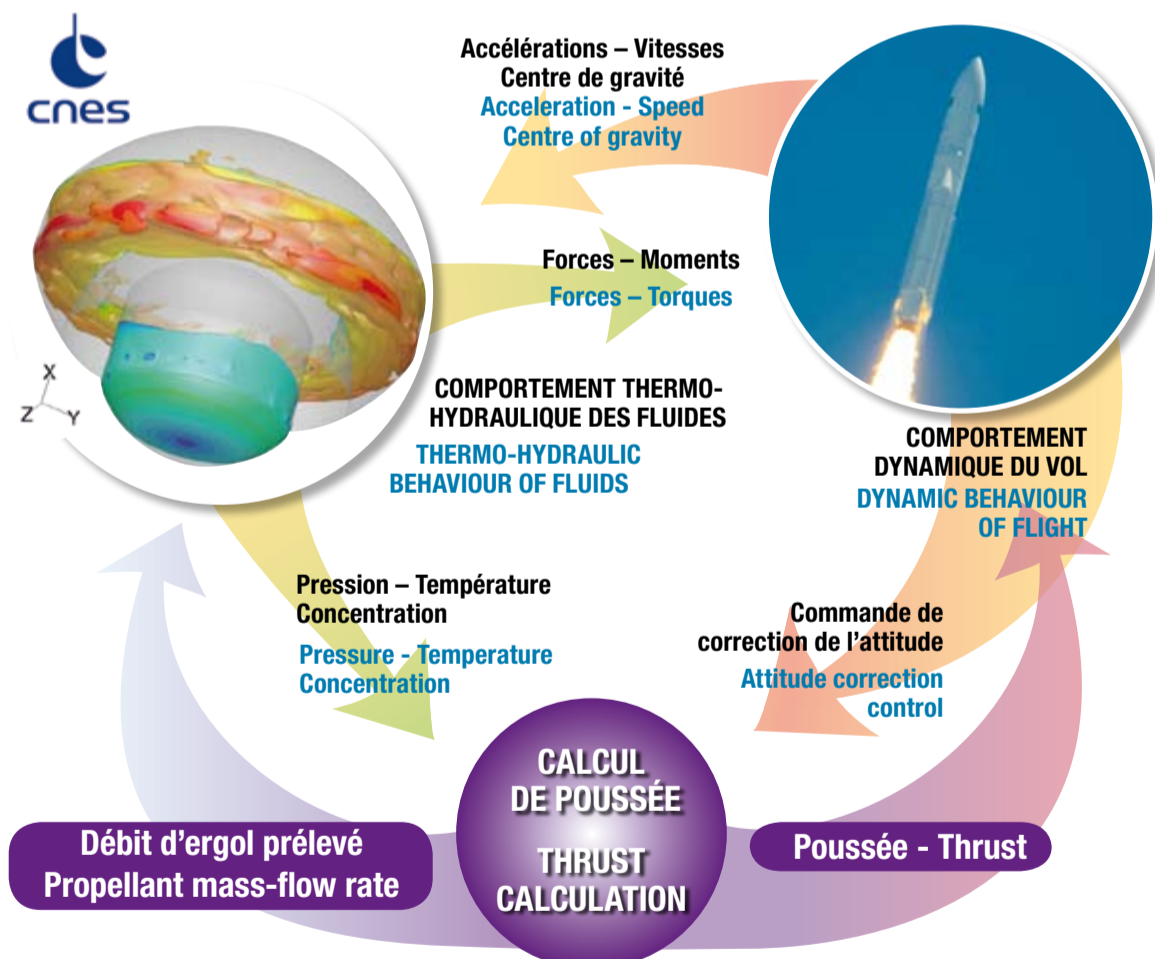 cnes
Accélérations – Vitesses
Centre de gravité
Acceleration - Speed
Centre of gravity
Forces – Moments
Forces – Torques
X
Z
Y
COMPORTEMENT THERMO-
HYDRAULIQUE DES FLUIDES
THERMO-HYDRAULIC
BEHAVIOUR OF FLUIDS
COMPORTEMENT
DYNAMIQUE DU VOL
DYNAMIC BEHAVIOUR
OF FLIGHT
Pression – Température
Concentration
Pressure - Temperature
Concentration
Commande de
correction de l'attitude
Attitude correction
control
CALCUL
DE POUSSÉE
THRUST
CALCULATION
Débit d'ergol prélevé
Propellant mass-flow rate
Poussée - Thrust